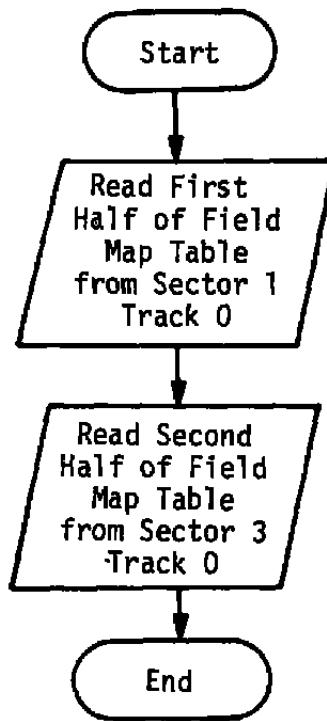 Start
Read First
Half of Field
Map Table
from Sector 1
Track 0
Read Second
Half of Field
Map Table
from Sector 3
Track 0
End